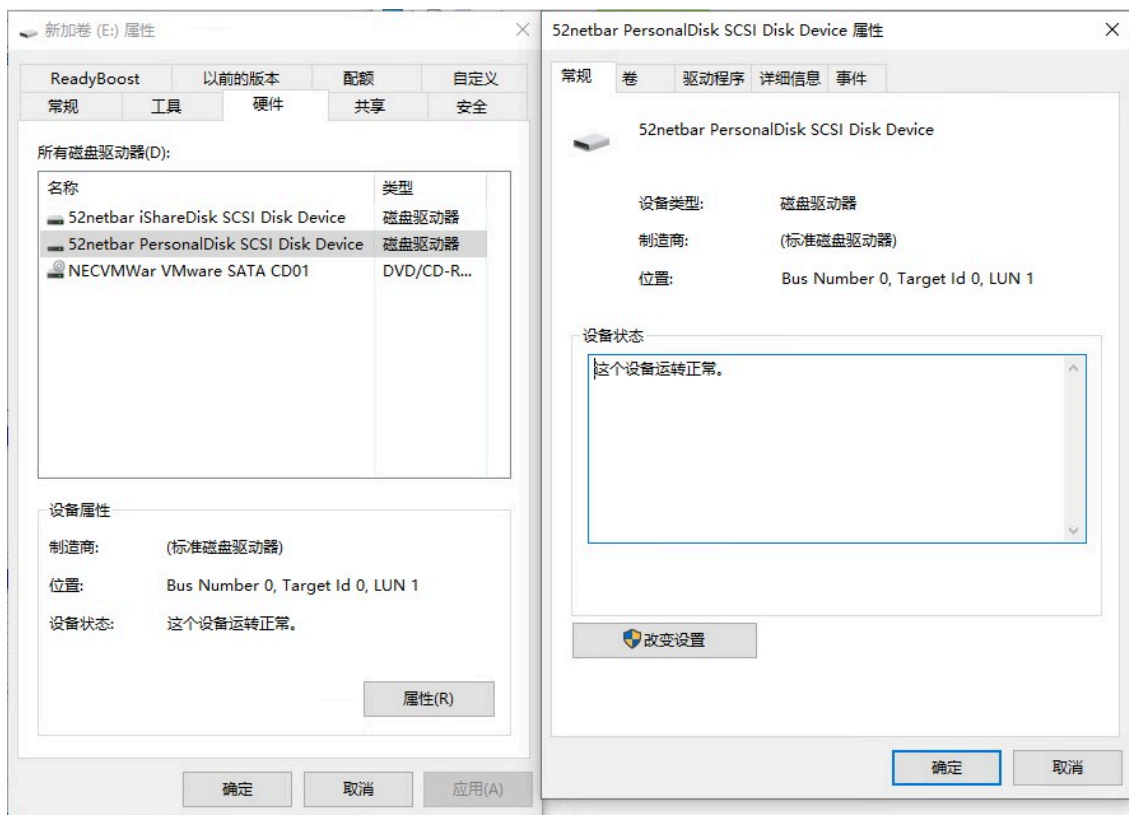 新加卷 (E:) 属性
ReadyBoost 以前的版本 配额 自定义
常规 工具 硬件 共享 安全
所有磁盘驱动器(D):
名称 类型
52netbar iShareDisk SCSI Disk Device 磁盘驱动器
52netbar PersonalDisk SCSI Disk Device 磁盘驱动器
NECVMWar VMware SATA CD01 DVD/CD-R...
设备属性
制造商: (标准磁盘驱动器)
位置: Bus Number 0, Target Id 0, LUN 1
设备状态: 这个设备运转正常。
属性(R)
确定 取消 应用(A)
52netbar PersonalDisk SCSI Disk Device 属性
常规 卷 驱动程序 详细信息 事件
52netbar PersonalDisk SCSI Disk Device
设备类型: 磁盘驱动器
制造商: (标准磁盘驱动器)
位置: Bus Number 0, Target Id 0, LUN 1
设备状态
这个设备运转正常。
改变设置
确定 取消